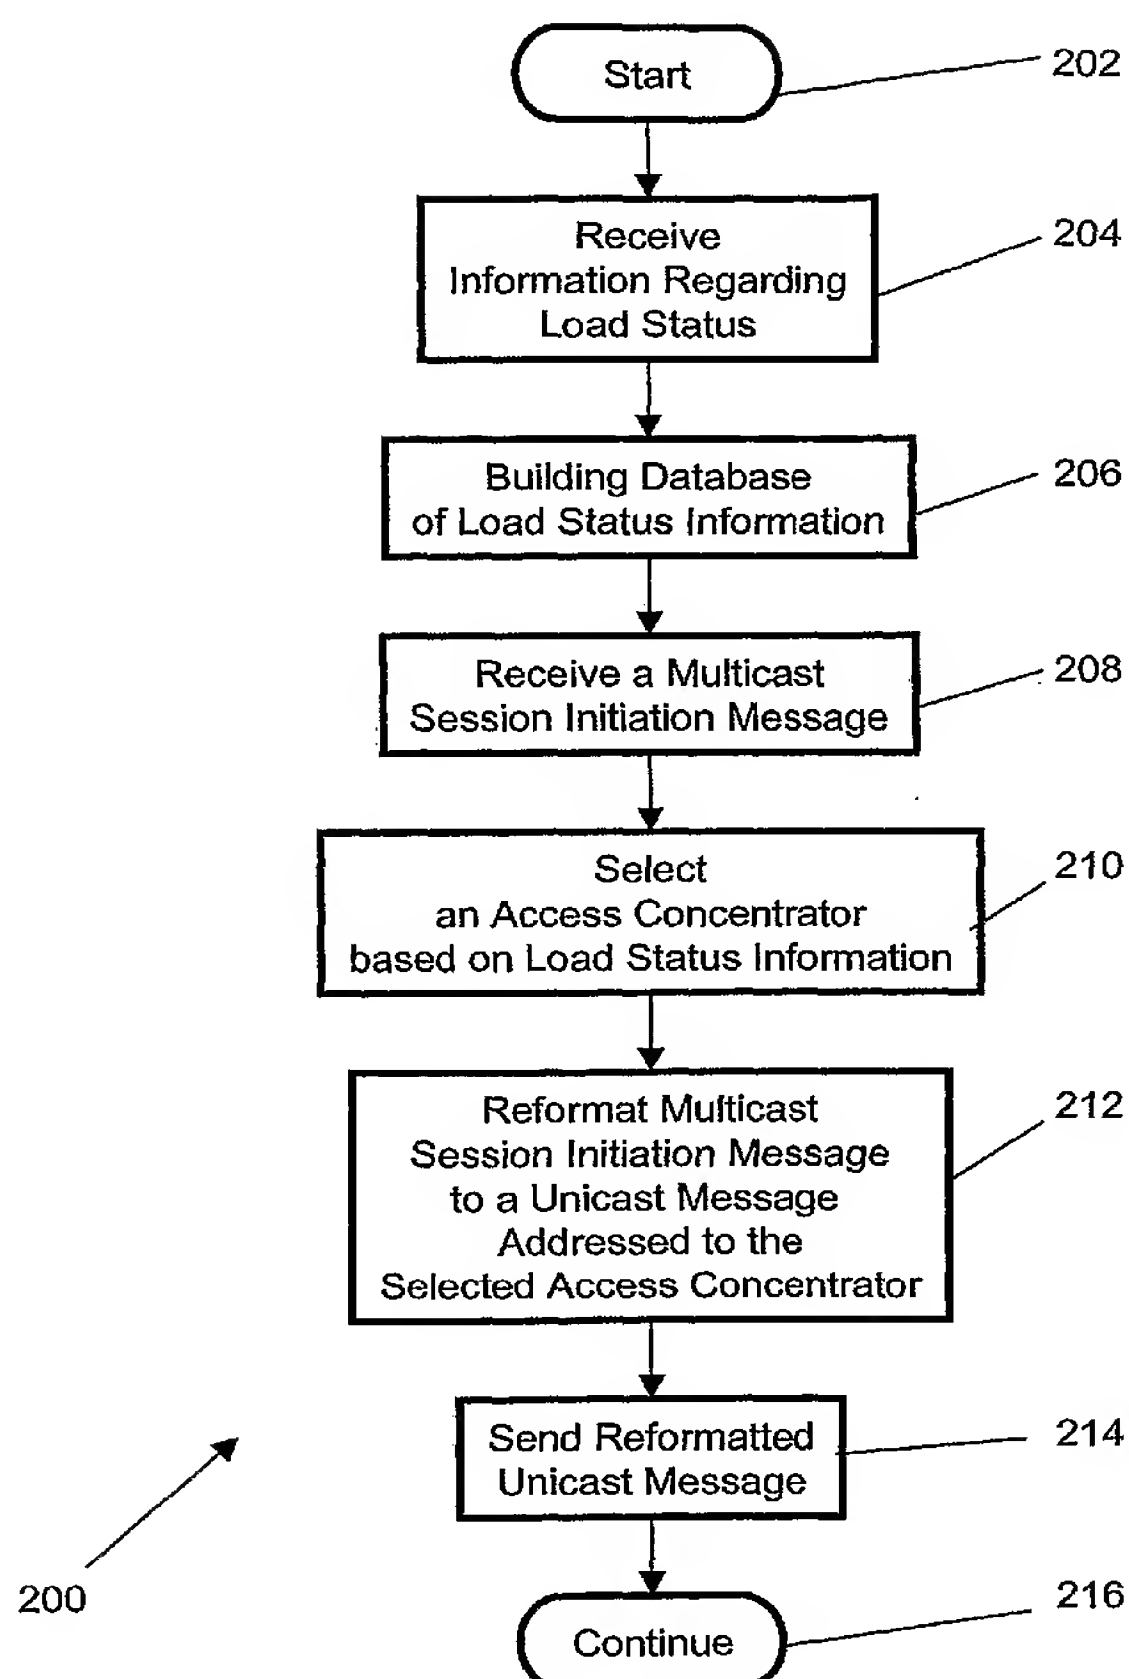 Start
202
Receive
Information Regarding
Load Status
204
Building Database
of Load Status Information
206
Receive a Multicast
Session Initiation Message
208
Select
an Access Concentrator
based on Load Status Information
210
Reformat Multicast
Session Initiation Message
to a Unicast Message
Addressed to the
Selected Access Concentrator
212
Send Reformatted
Unicast Message
214
200
Continue
216